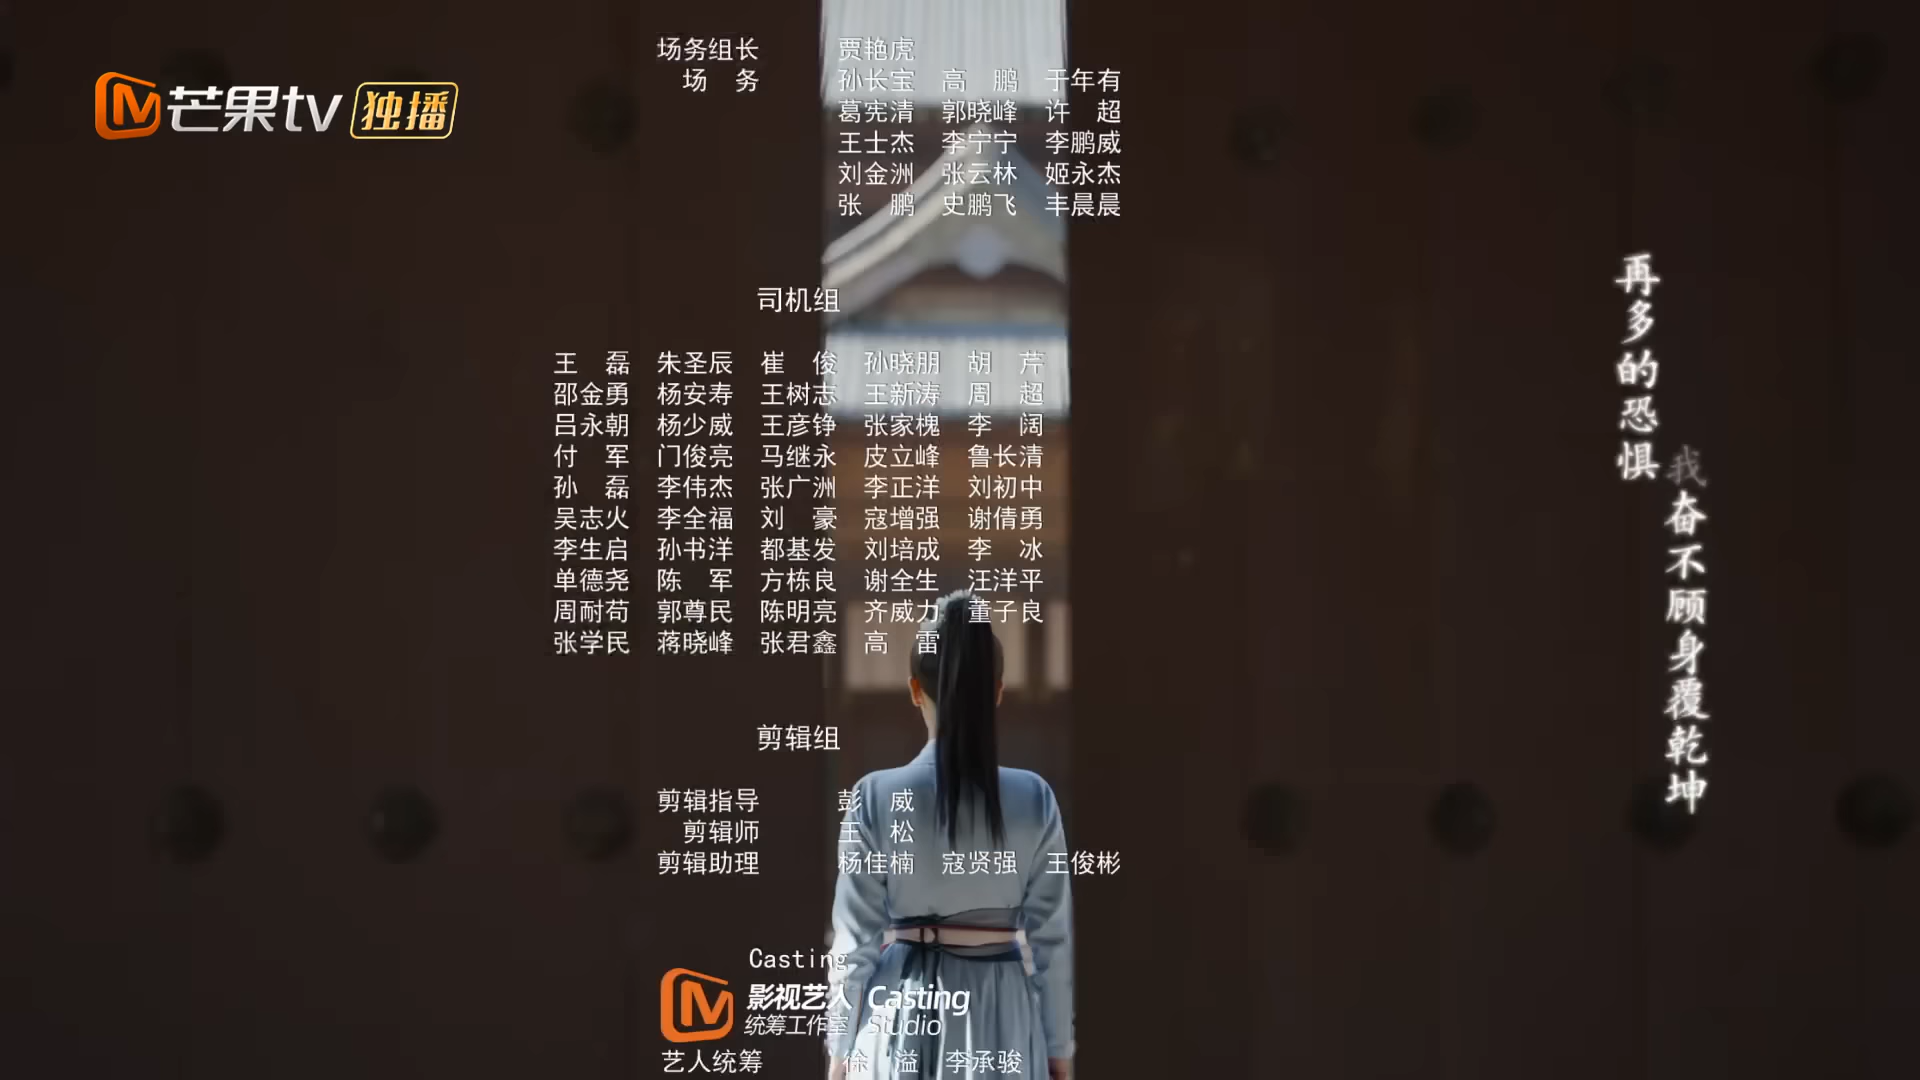 芒果tv 独播
场务组长 贾艳虎
场 务 孙长宝 高 鹏 于年有
葛宪清 郭晓峰 许 超
王士杰 李宁宁 李鹏威
刘金洲 张云林 姬永杰
张 鹏 史鹏飞 丰晨晨
司机组
王 磊 朱圣辰 崔 俊 孙晓朋 胡 芹
邵金勇 杨安寿 王树志 王新涛 周 超
吕永朝 杨少威 王彦铮 张家槐 李 阔
付 军 门俊亮 马继永 皮立峰 鲁长清
孙 磊 李伟杰 张广洲 李正洋 刘初中
吴志火 李全福 刘 豪 寇增强 谢倩勇
李生启 孙书洋 都基发 刘培成 李 冰
单德尧 陈 军 方栋良 谢全生 汪洋平
周耐苟 郭尊民 陈明亮 齐威力 董子良
张学民 蒋晓峰 张君鑫 高 雷
剪辑组
剪辑指导 彭 威
剪辑师 王 松
剪辑助理 杨佳楠 寇贤强 王俊彬
Casting
影视艺人 Casting
统筹工作室 Studio
艺人统筹 徐 溢 李承骏
再多的恐惧
我奋不顾身覆乾坤